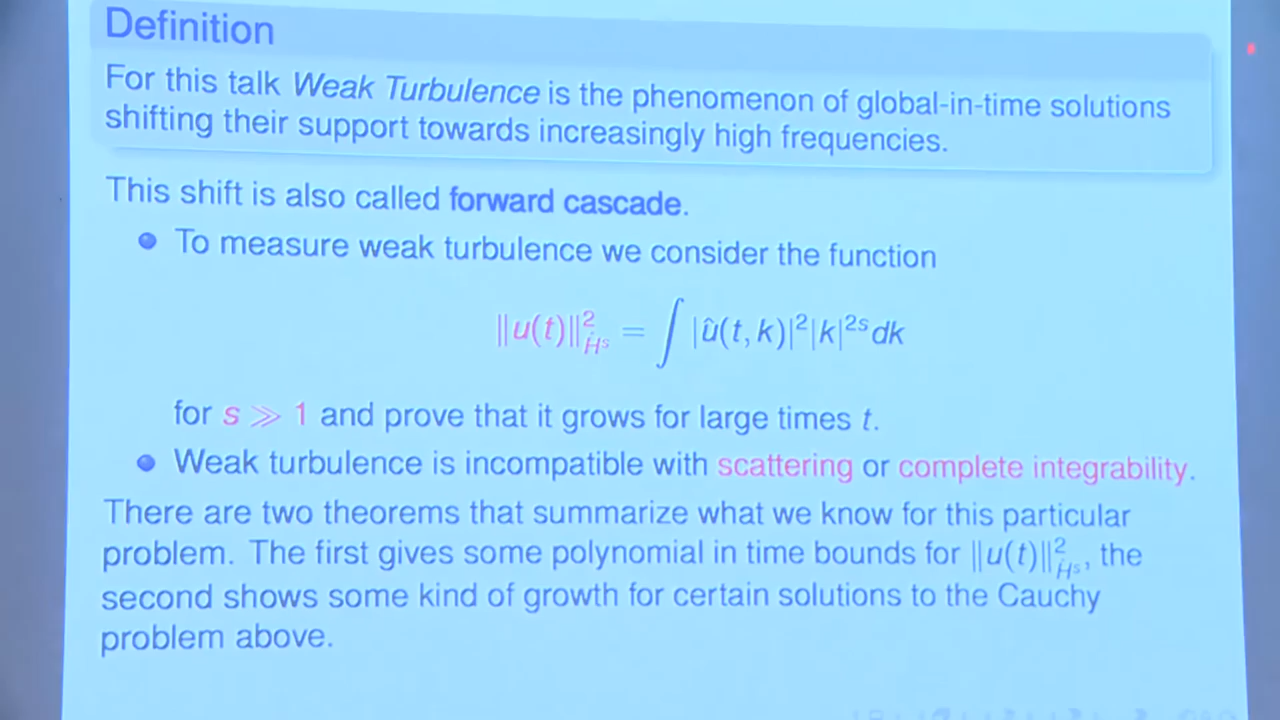 Definition
For this talk Weak Turbulence is the phenomenon of global-in-time solutions
shifting their support towards increasingly high frequencies.
This shift is also called forward cascade.
To measure weak turbulence we consider the function
‖u(t)‖²_{Ḣ^s} = ∫ |û(t, k)|²|k|^{2s} dk
for s ≫ 1 and prove that it grows for large times t.
Weak turbulence is incompatible with scattering or complete integrability.
There are two theorems that summarize what we know for this particular
problem. The first gives some polynomial in time bounds for ‖u(t)‖²_{Ḣ^s}, the
second shows some kind of growth for certain solutions to the Cauchy
problem above.